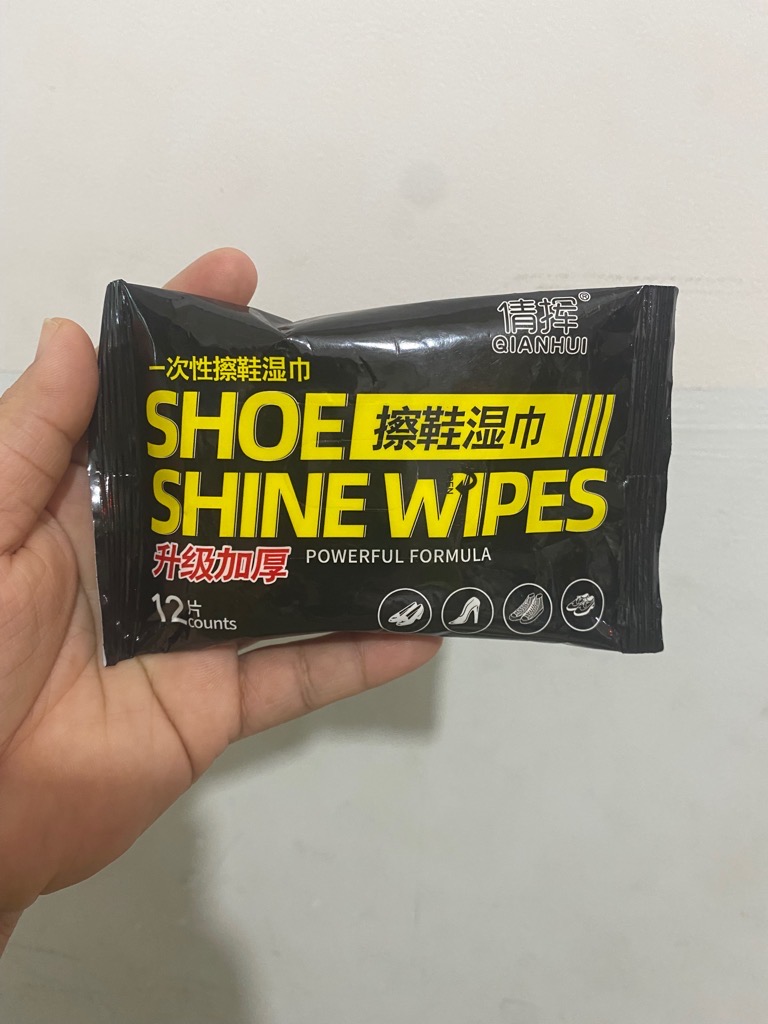 倩挥®
QIANHUI
一次性擦鞋湿巾
SHOE 擦鞋湿巾
SHINE WIPES
升级加厚 POWERFUL FORMULA
12片
counts